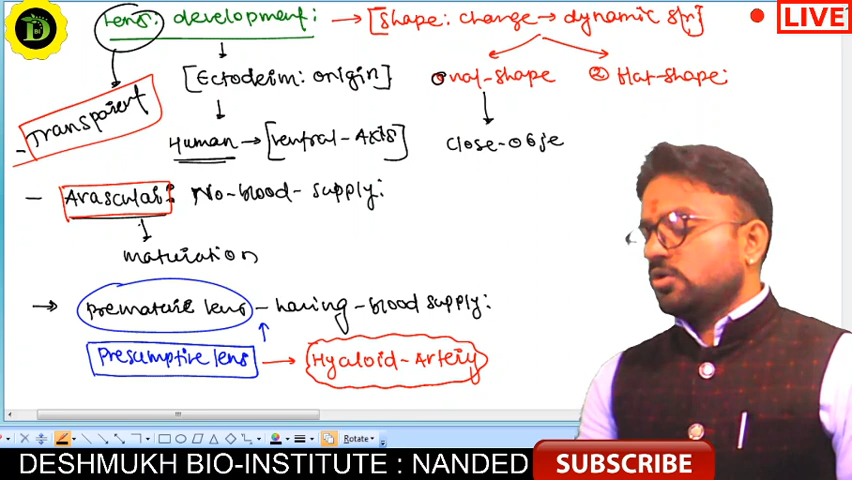 Lens: development: → [Shape: change → dynamic str]
LIVE
[Ectoderm: origin]
① oval-shape
② flat-shape:
- Transparent
Human → [Ventral-Axis]
Close-obje
- Avascular: No-blood-supply:
maturation
→ premature lens - having-blood supply:
Presumptive lens → Hyaloid-Artery
Rotate
DESHMUKH BIO-INSTITUTE : NANDED
SUBSCRIBE